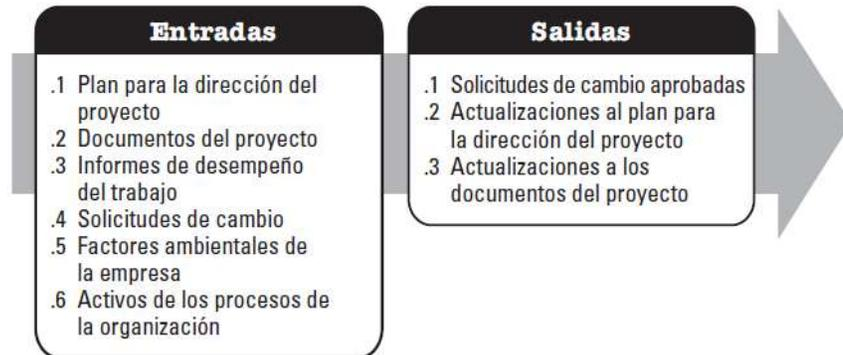 Entradas
.1 Plan para la dirección del
proyecto
.2 Documentos del proyecto
.3 Informes de desempeño
del trabajo
.4 Solicitudes de cambio
.5 Factores ambientales de
la empresa
.6 Activos de los procesos de
la organización
Salidas
.1 Solicitudes de cambio aprobadas
.2 Actualizaciones al plan para
la dirección del proyecto
.3 Actualizaciones a los
documentos del proyecto